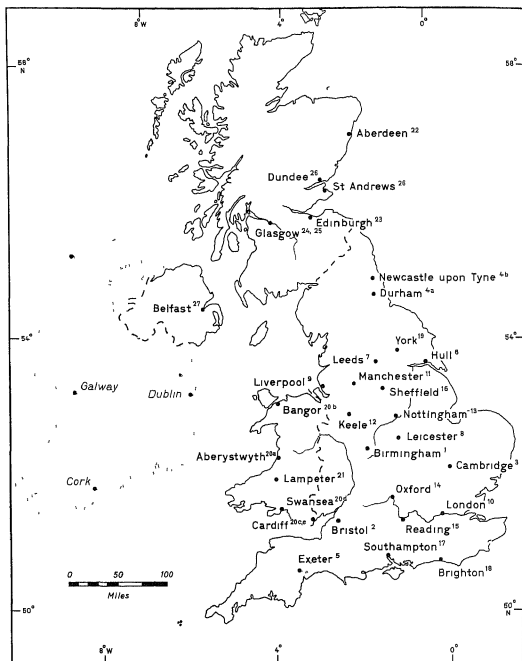 8°W 4° 0°
58° N
58°
Aberdeen 22
Dundee 26
St Andrews 26
Edinburgh 23
Glasgow 24, 25
Newcastle upon Tyne 4b
Durham 4a
Belfast 27
54°
54°
York 19
Leeds 7
Hull 6
Liverpool 9
Manchester 11
Sheffield 16
Galway
Dublin
Bangor 20b
Keele 12
Nottingham 13
Leicester 8
Birmingham 1
Aberystwyth 20a
Cambridge 3
Lampeter 21
Cork
Oxford 14
Swansea 20d
London 10
Cardiff 20c,e
Bristol 2
Reading 15
Southampton 17
Exeter 5
Brighton 18
0 50 100
Miles
50°
50°
8°W 4° 0°